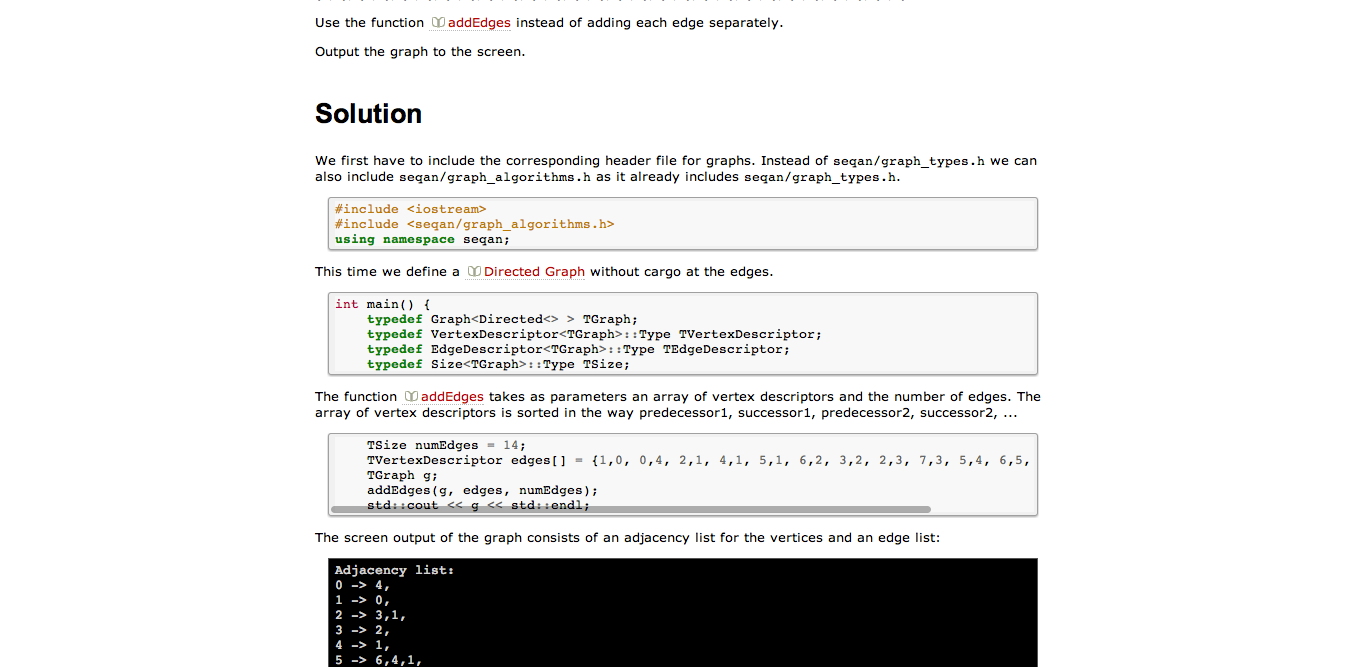 Use the function addEdges instead of adding each edge separately.
Output the graph to the screen.
Solution
We first have to include the corresponding header file for graphs. Instead of seqan/graph_types.h we can
also include seqan/graph_algorithms.h as it already includes seqan/graph_types.h.
#include <iostream>
#include <seqan/graph_algorithms.h>
using namespace seqan;
This time we define a Directed Graph without cargo at the edges.
int main() {
    typedef Graph<Directed<> > TGraph;
    typedef VertexDescriptor<TGraph>::Type TVertexDescriptor;
    typedef EdgeDescriptor<TGraph>::Type TEdgeDescriptor;
    typedef Size<TGraph>::Type TSize;
The function addEdges takes as parameters an array of vertex descriptors and the number of edges. The
array of vertex descriptors is sorted in the way predecessor1, successor1, predecessor2, successor2, ...
    TSize numEdges = 14;
    TVertexDescriptor edges[] = {1,0, 0,4, 2,1, 4,1, 5,1, 6,2, 3,2, 2,3, 7,3, 5,4, 6,5,
    TGraph g;
    addEdges(g, edges, numEdges);
    std::cout << g << std::endl;
The screen output of the graph consists of an adjacency list for the vertices and an edge list:
Adjacency list:
0 -> 4,
1 -> 0,
2 -> 3,1,
3 -> 2,
4 -> 1,
5 -> 6,4,1,